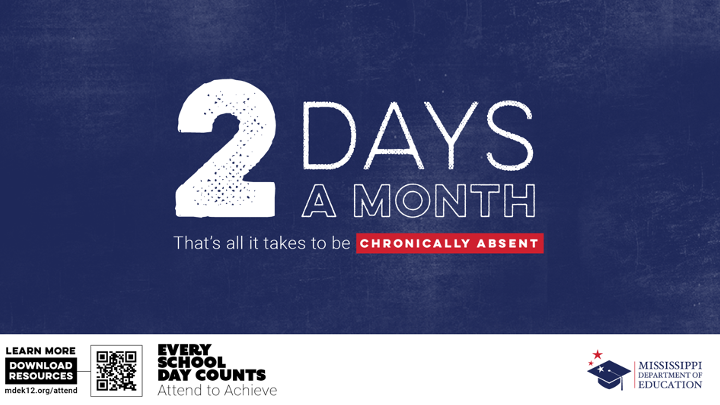 2 DAYS
A MONTH
That's all it takes to be CHRONICALLY ABSENT
LEARN MORE
DOWNLOAD
RESOURCES
mdek12.org/attend
EVERY
SCHOOL
DAY COUNTS
Attend to Achieve
MISSISSIPPI
DEPARTMENT OF
EDUCATION